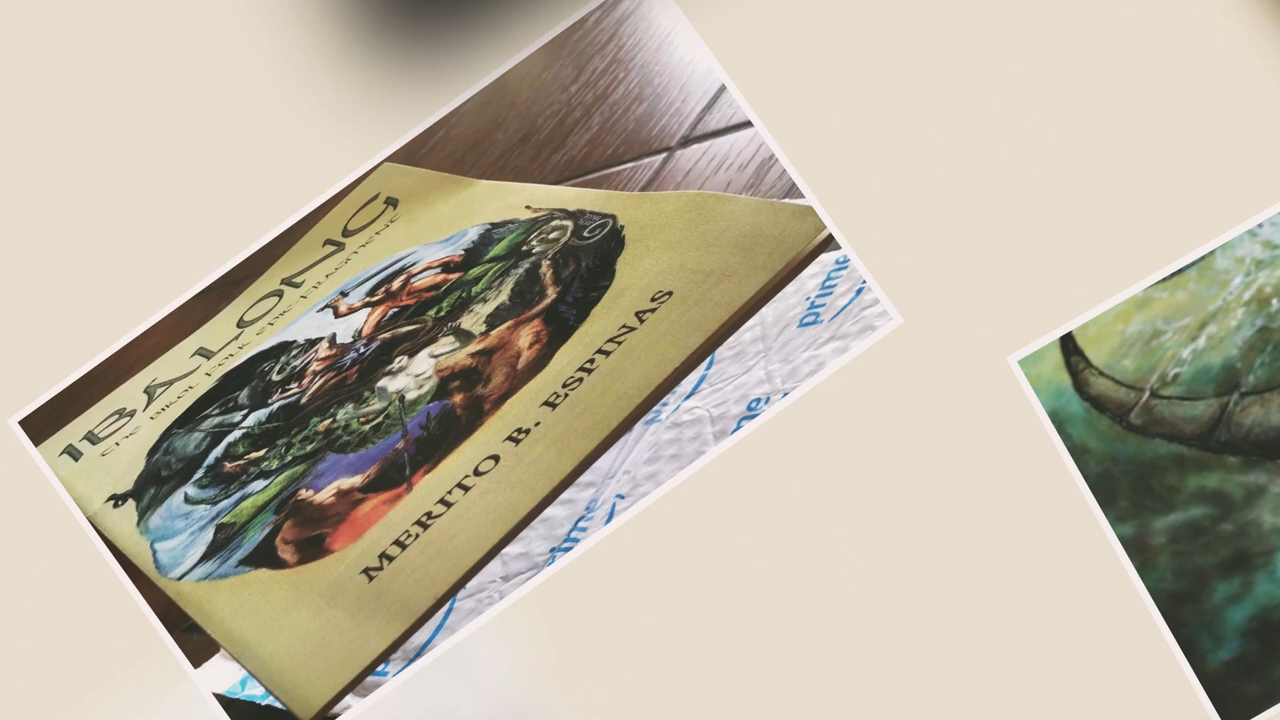 IBALONG
The BIKOL FOLK EPIC-FRAGMENT
MERITO B. ESPINAS
prime
prime